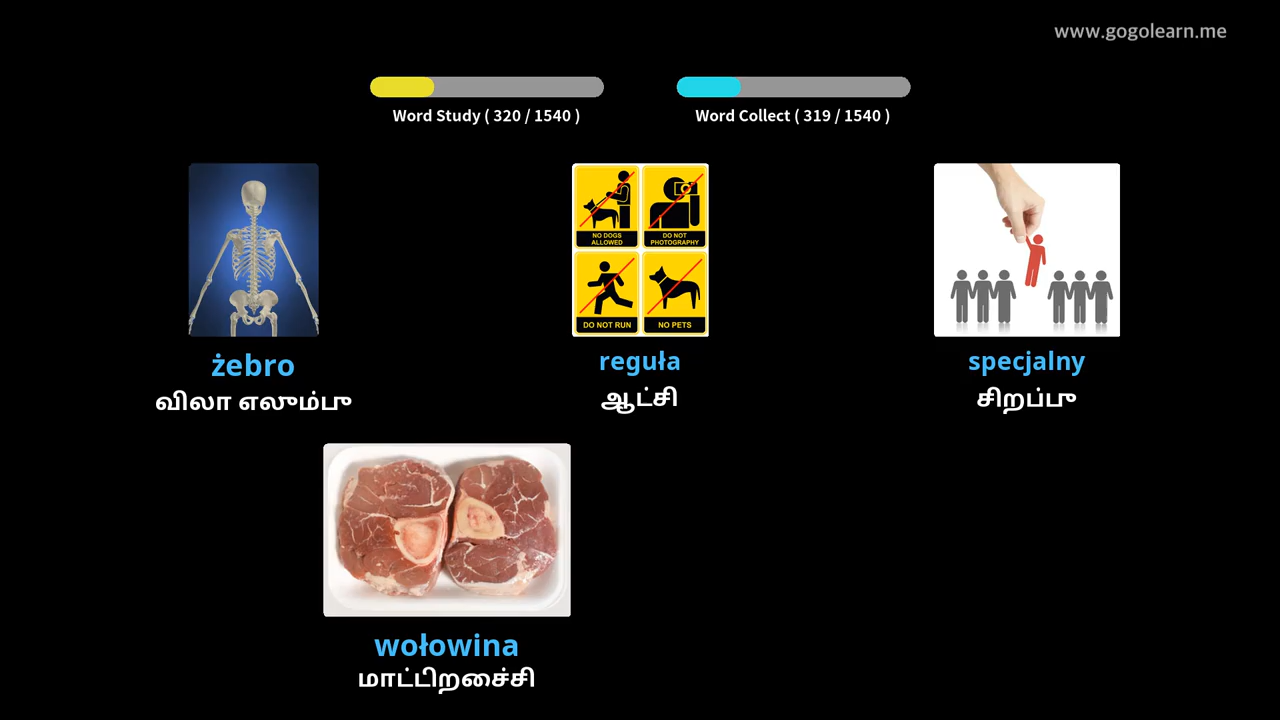 www.gogolearn.me
Word Study ( 320 / 1540 )
Word Collect ( 319 / 1540 )
NO DOGS
ALLOWED
DO NOT
PHOTOGRAPHY
DO NOT RUN
NO PETS
żebro
விலா எலும்பு
reguła
ஆட்சி
specjalny
சிறப்பு
wołowina
மாட்டிறைச்சி